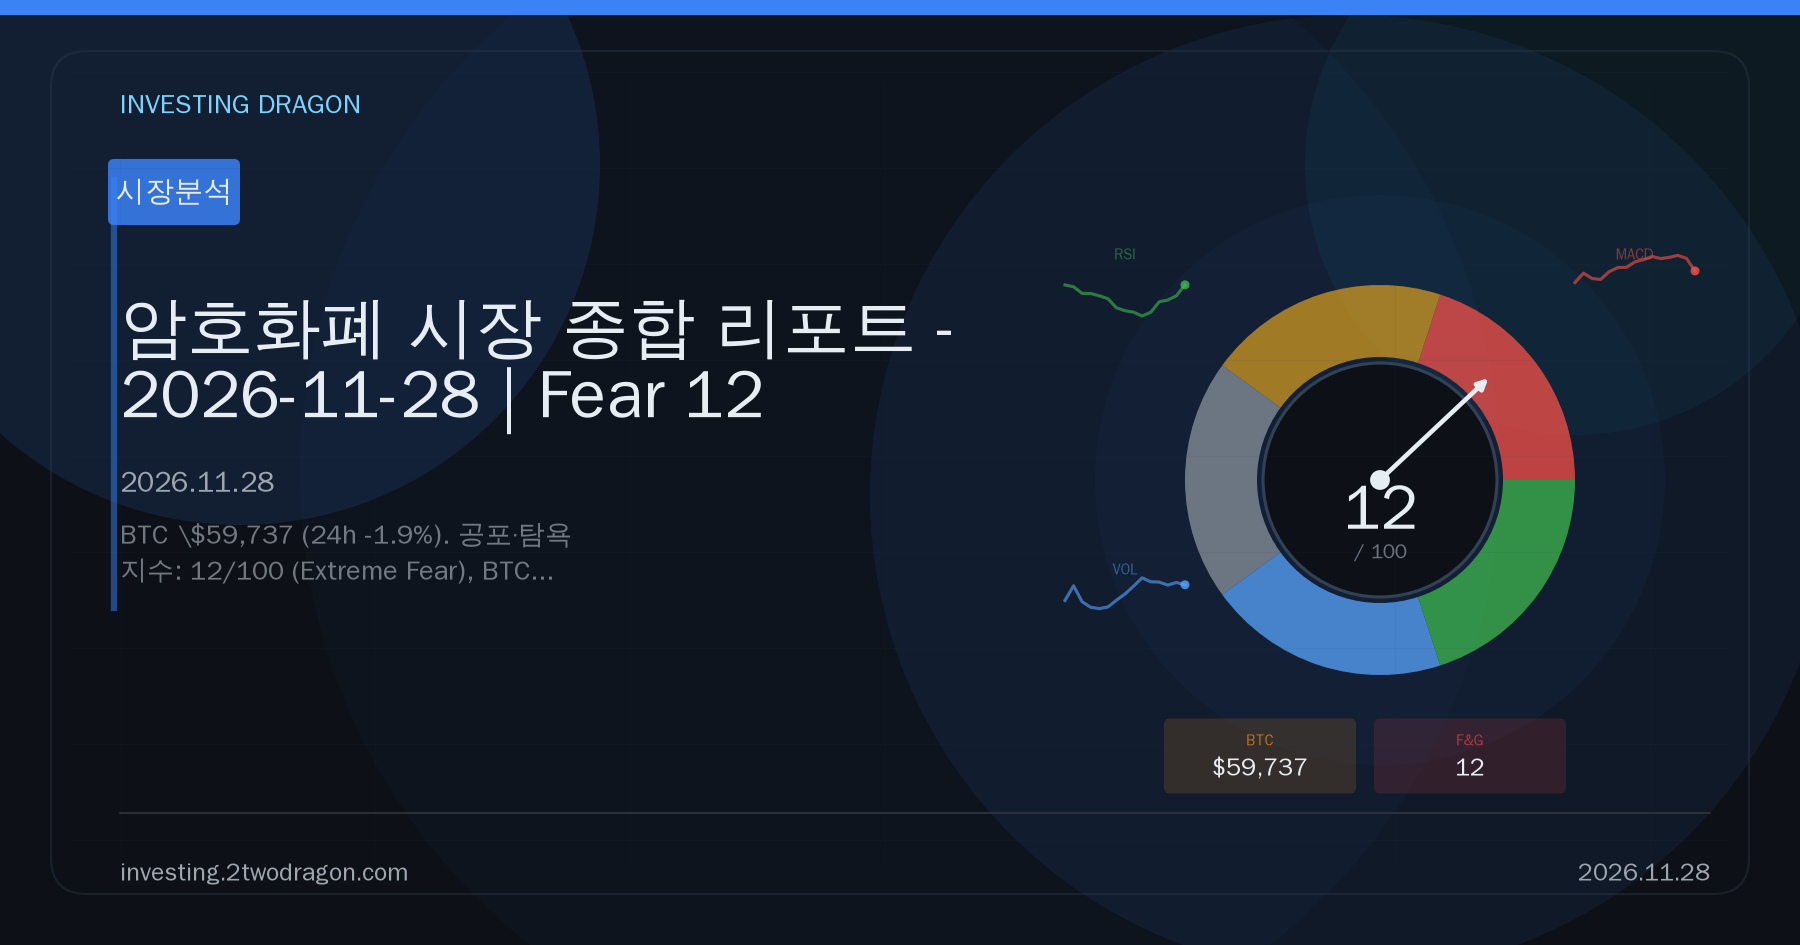 INVESTING DRAGON
시장분석
암호화폐 시장 종합 리포트 -
2026-11-28 | Fear 12
2026.11.28
BTC \$59,737 (24h -1.9%). 공포·탐욕
지수: 12/100 (Extreme Fear), BTC...
RSI
MACD
12
/ 100
VOL
BTC
$59,737
F&G
12
investing.2twodragon.com
2026.11.28